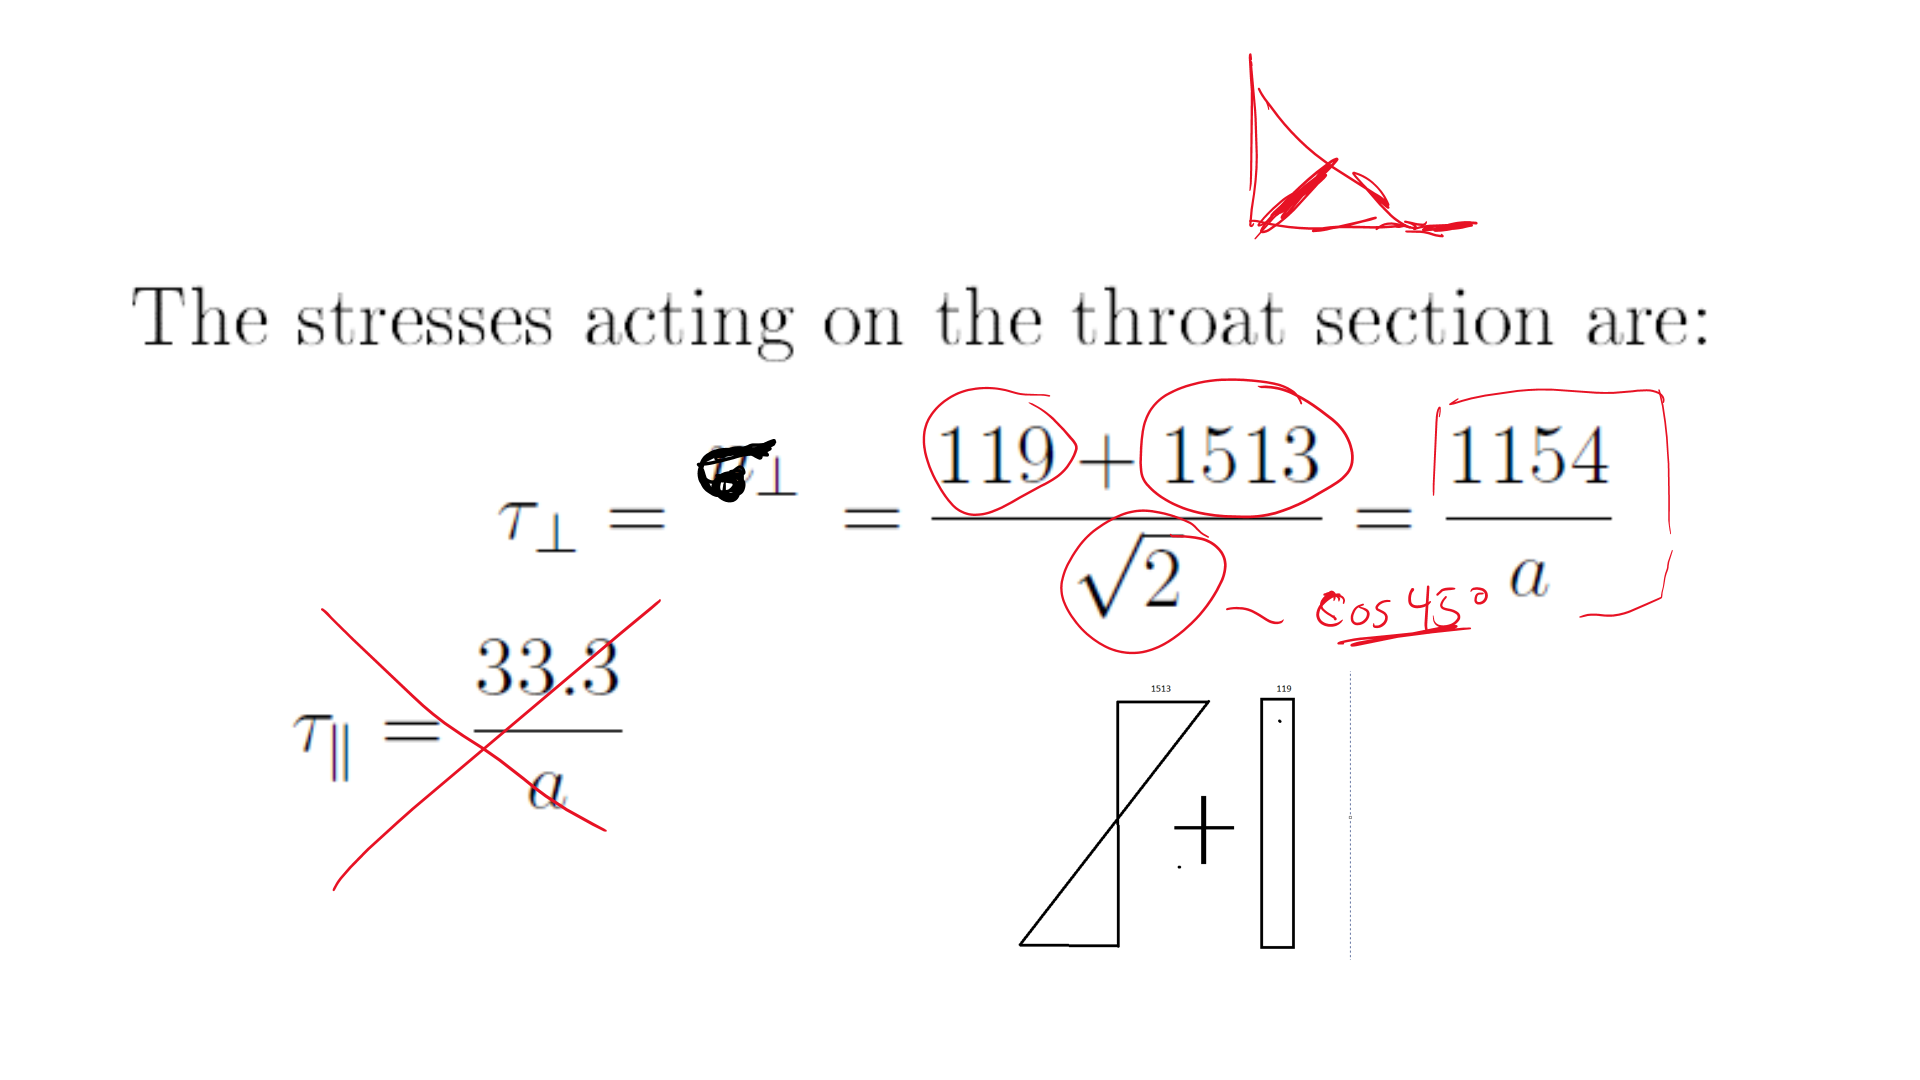 The stresses acting on the throat section are:
τ⊥ = σ⊥ = (119 + 1513)/√2 = 1154/a
cos 45°
τ∥ = 33.3/a
1513 119
+